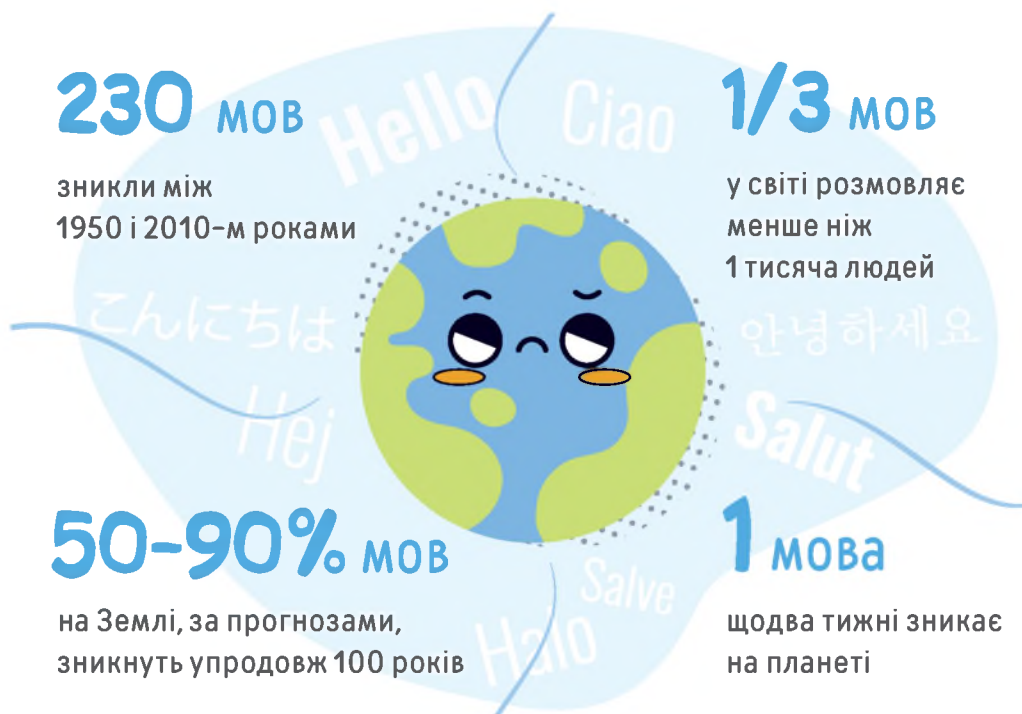 230 мов
зникли між
1950 і 2010-м роками
1/3 мов
у світі розмовляє
менше ніж
1 тисяча людей
Hello
Ciao
こんにちは
안녕하세요
Hej
Salut
50-90% мов
на Землі, за прогнозами,
зникнуть упродовж 100 років
1 мова
щодва тижні зникає
на планеті
Salve
Halo